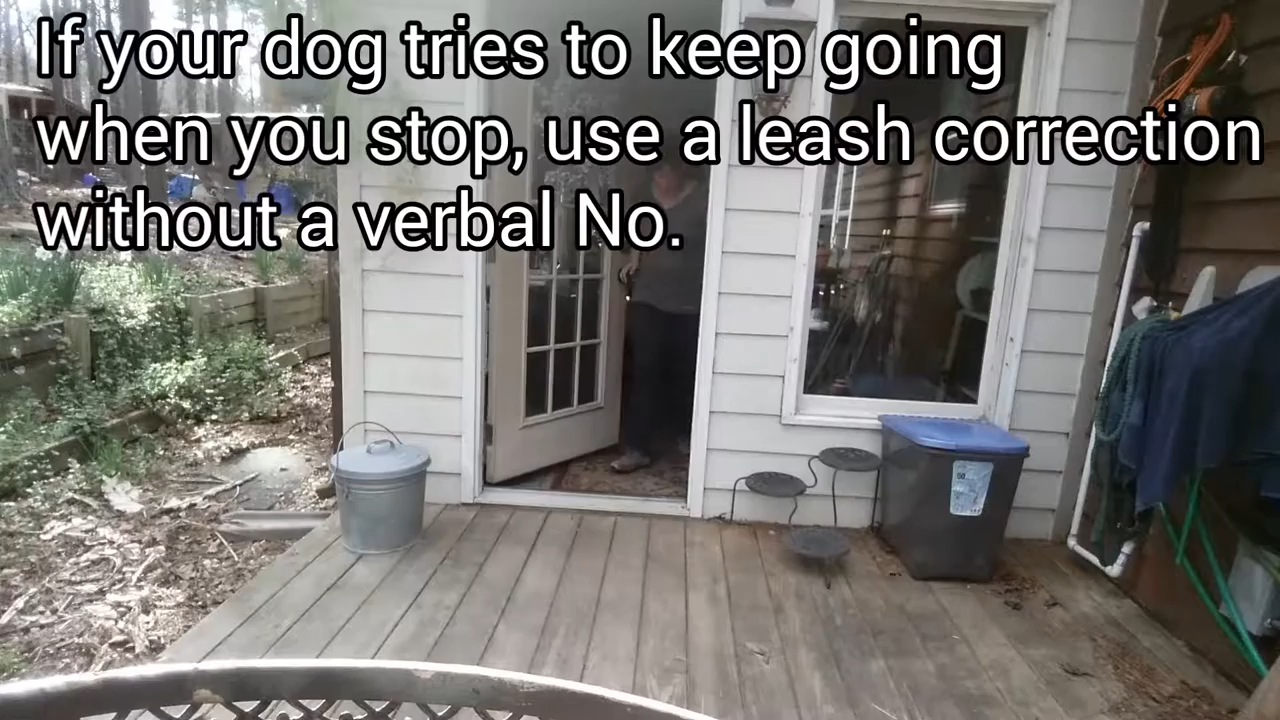 If your dog tries to keep going
when you stop, use a leash correction
without a verbal No.